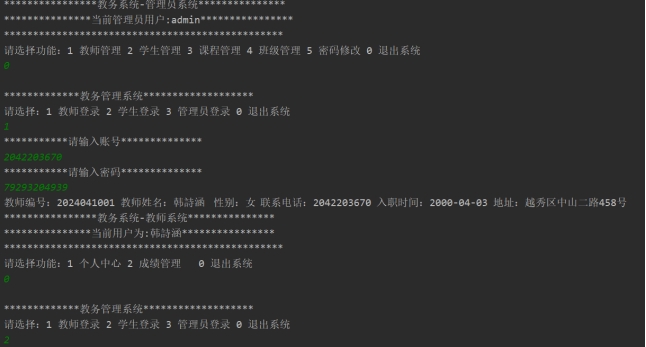 ****************教务系统-管理员系统***************
***************当前管理员用户:admin****************
************************************************
请选择功能：1 教师管理 2 学生管理 3 课程管理 4 班级管理 5 密码修改 0 退出系统
0
*************教务管理系统*******************
请选择：1 教师登录 2 学生登录 3 管理员登录 0 退出系统
1
***********请输入账号**************
2042203670
***********请输入密码**************
79293204939
教师编号：2024041001 教师姓名：韩詩涵 性别：女 联系电话：2042203670 入职时间：2000-04-03 地址：越秀区中山二路458号
****************教务系统-教师系统***************
***************当前用户为:韩詩涵****************
************************************************
请选择功能：1 个人中心 2 成绩管理 0 退出系统
0
*************教务管理系统*******************
请选择：1 教师登录 2 学生登录 3 管理员登录 0 退出系统
2